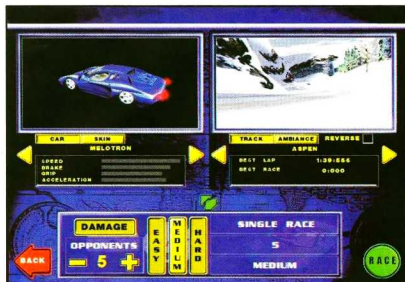 CAR SKIN
MELOTRON
SPEED
BRAKE
GRIP
ACCELERATION
TRACK AMBIANCE REVERSE
ASPEN
BEST LAP 1:39:556
BEST RACE 0:000
DAMAGE
OPPONENTS
- 5 +
EASY
MEDIUM
HARD
SINGLE RACE
5
MEDIUM
BACK
RACE